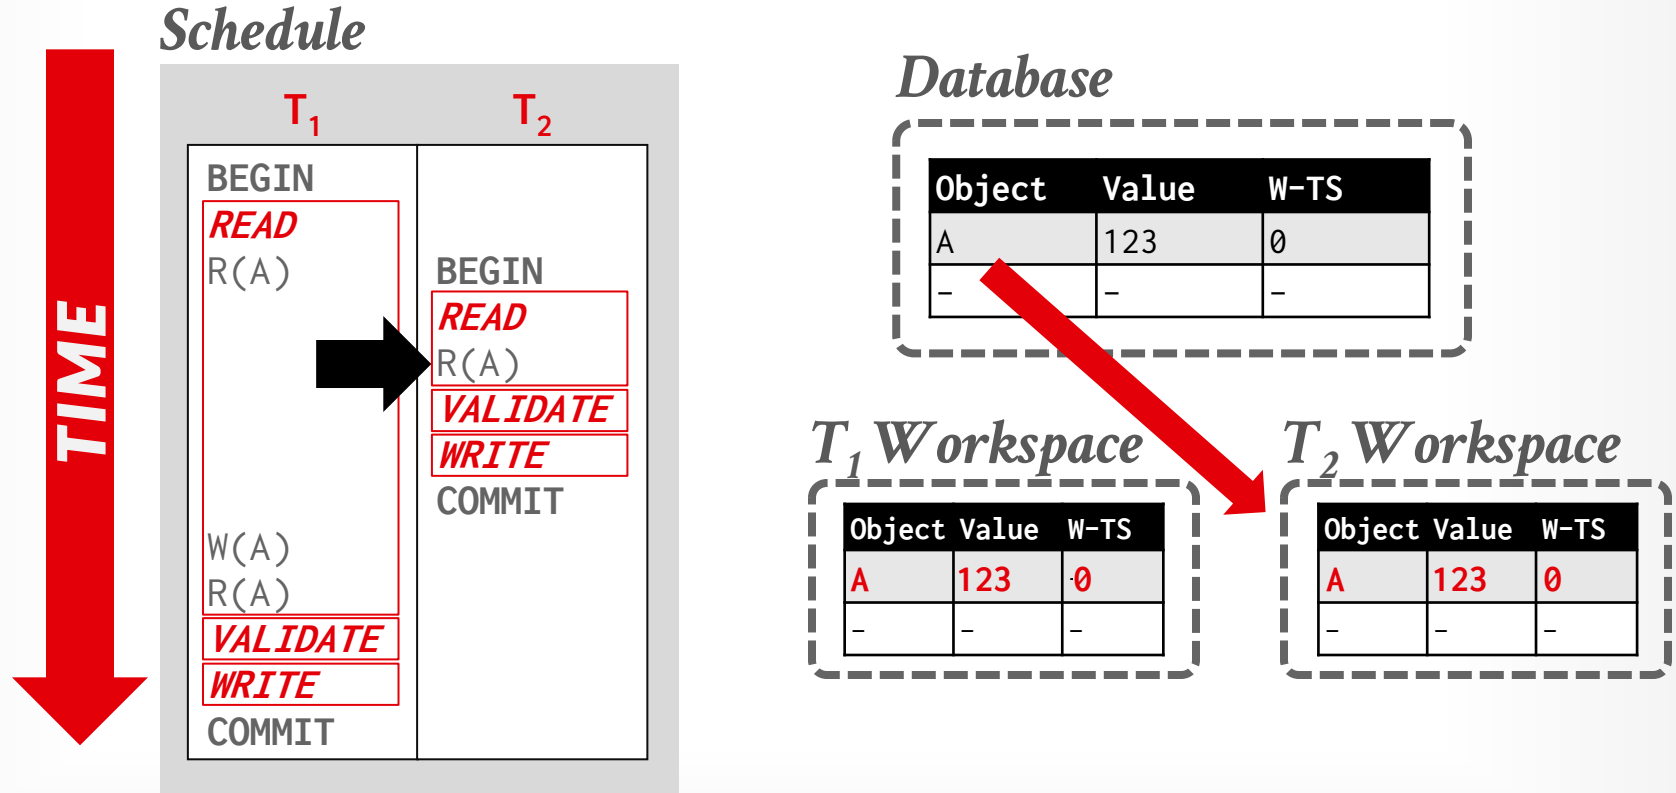 Schedule
TIME
T1 T2
BEGIN
READ
R(A)
BEGIN
READ
R(A)
VALIDATE
WRITE
COMMIT
W(A)
R(A)
VALIDATE
WRITE
COMMIT
Database
Object Value W-TS
A 123 0
- - -
T1 Workspace
Object Value W-TS
A 123 0
- - -
T2 Workspace
Object Value W-TS
A 123 0
- - -